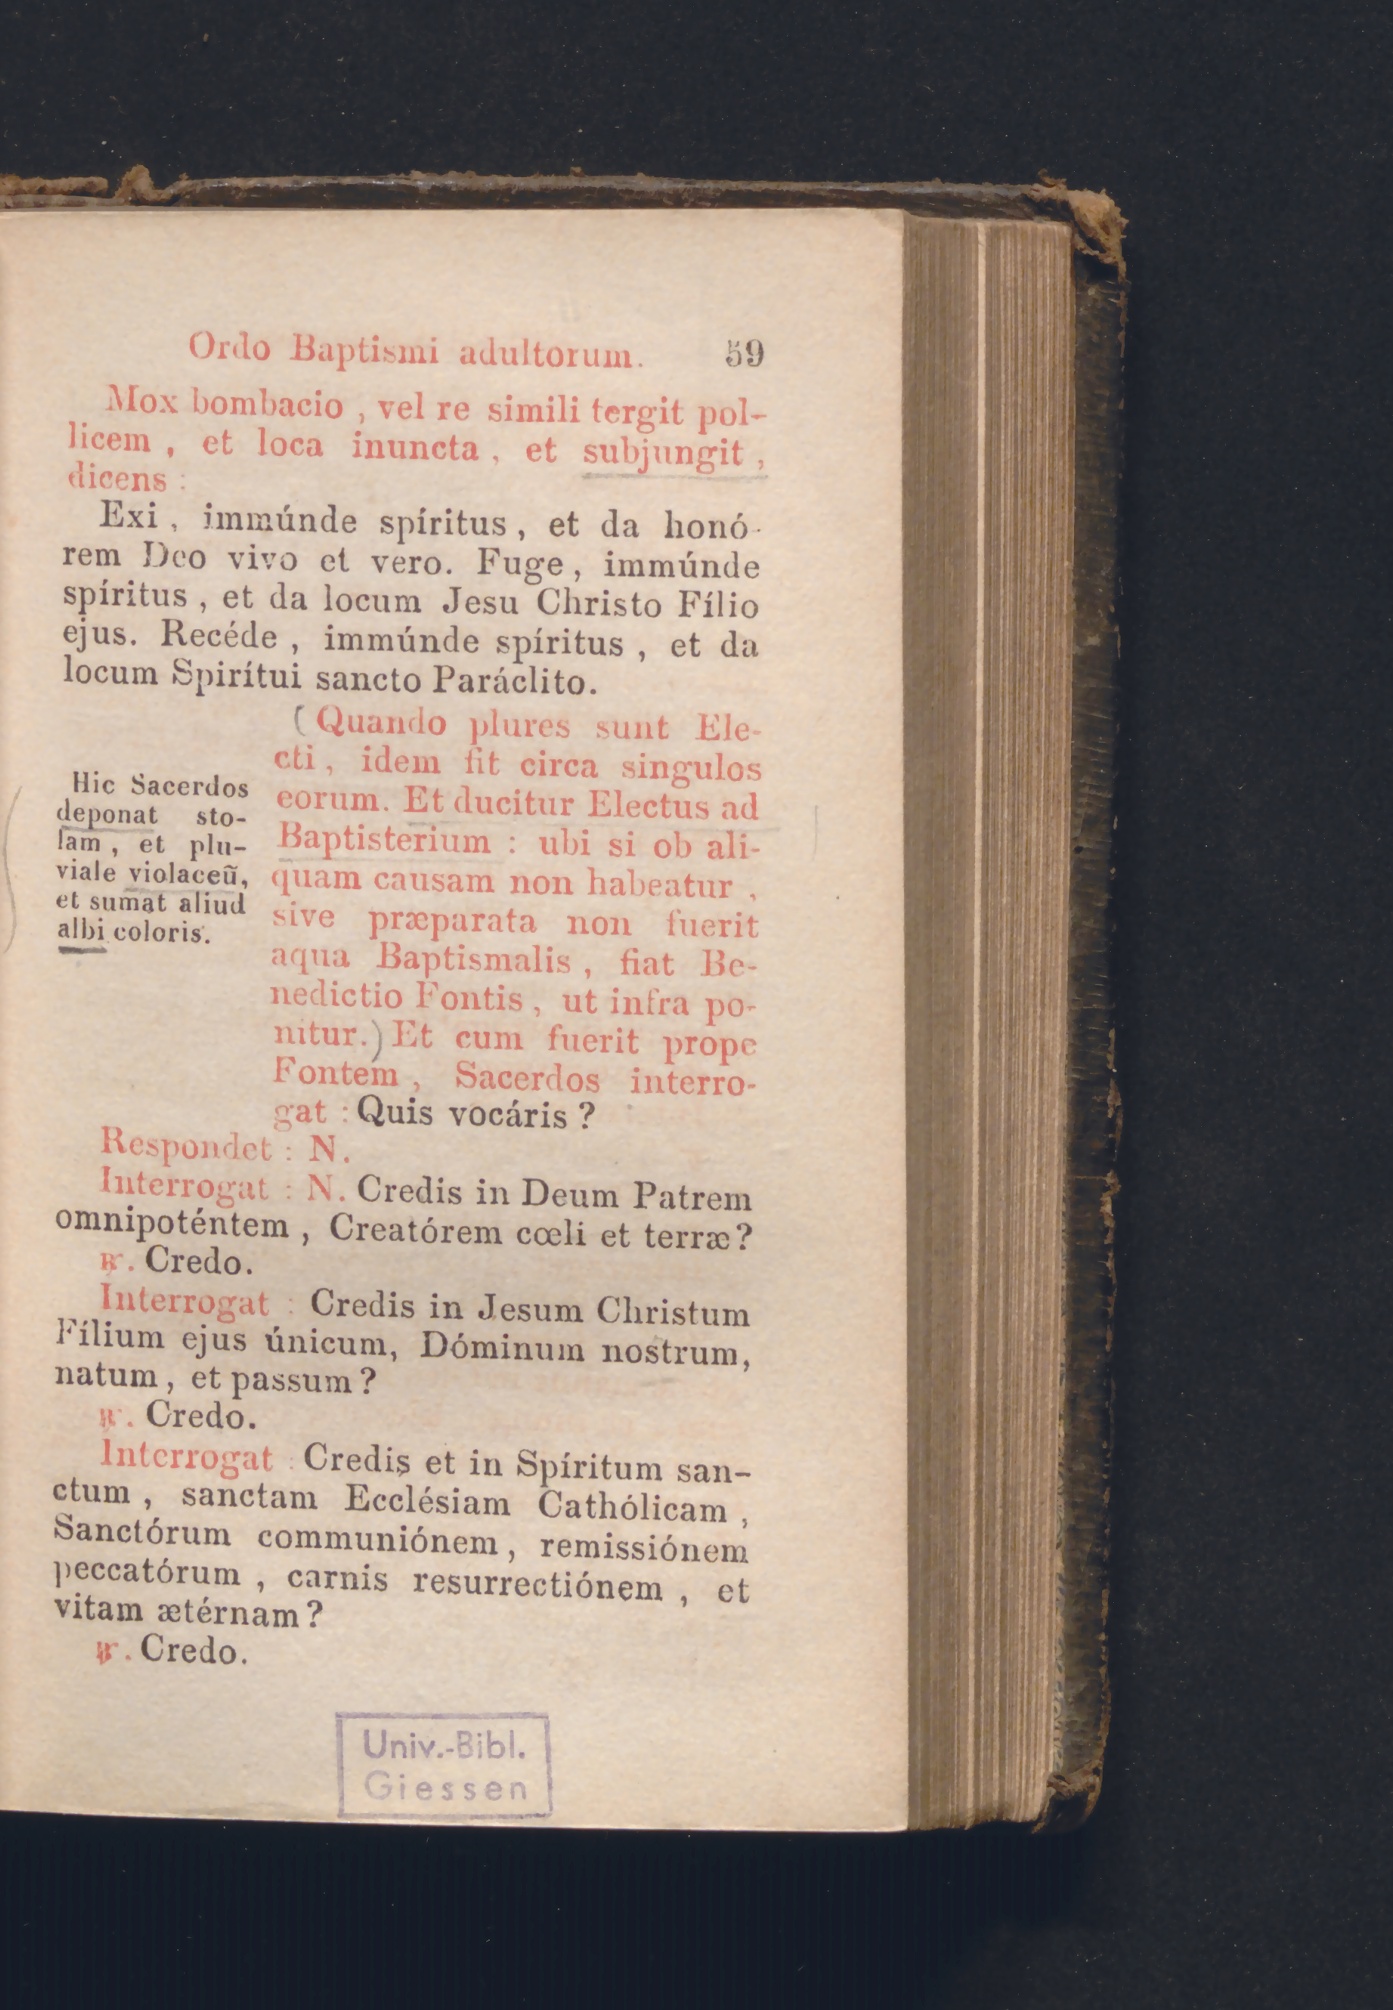 Ordo Baptismi adultorum. 59
Mox bombacio , vel re simili tergit pol-
licem , et loca inuncta , et subjungit ,
dicens :
Exi , immúnde spíritus , et da honó-
rem Deo vivo et vero. Fuge , immúnde
spíritus , et da locum Jesu Christo Fílio
ejus. Recéde , immúnde spíritus , et da
locum Spirítui sancto Paráclito.
Hic Sacerdos
deponat sto-
lam , et plu-
viale violaceũ,
et sumat aliud
albi coloris.
(Quando plures sunt Ele-
cti , idem fit circa singulos
eorum. Et ducitur Electus ad
Baptisterium : ubi si ob ali-
quam causam non habeatur ,
sive præparata non fuerit
aqua Baptismalis , fiat Be-
nedictio Fontis , ut infra po-
nitur.) Et cum fuerit prope
Fontem , Sacerdos interro-
gat : Quis vocáris ?
Respondet : N.
Interrogat : N. Credis in Deum Patrem
omnipoténtem , Creatórem cœli et terræ?
℟. Credo.
Interrogat : Credis in Jesum Christum
Fílium ejus únicum, Dóminum nostrum,
natum , et passum ?
℟. Credo.
Interrogat : Credis et in Spíritum san-
ctum , sanctam Ecclésiam Cathólicam ,
Sanctórum communiónem , remissiónem
peccatórum , carnis resurrectiónem , et
vitam ætérnam ?
℟. Credo.
Univ.-Bibl.
Giessen